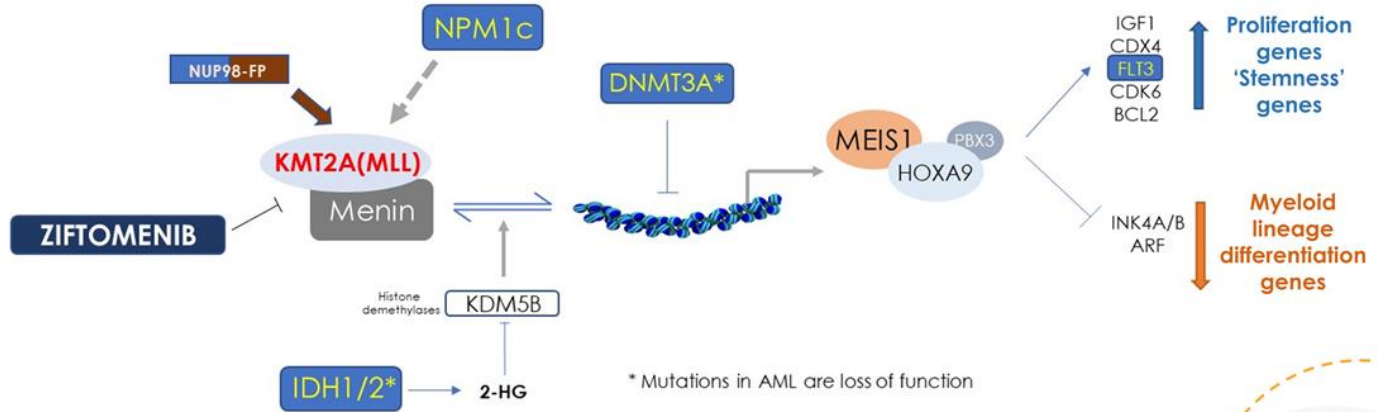 NPM1c
NUP98-FP
DNMT3A*
KMT2A(MLL)
Menin
ZIFTOMENIB
MEIS1
PBX3
HOXA9
IGF1
CDX4
FLT3
CDK6
BCL2
Proliferation
genes
'Stemness'
genes
INK4A/B
ARF
Myeloid
lineage
differentiation
genes
Histone
demethylases
KDM5B
IDH1/2*
2-HG
* Mutations in AML are loss of function